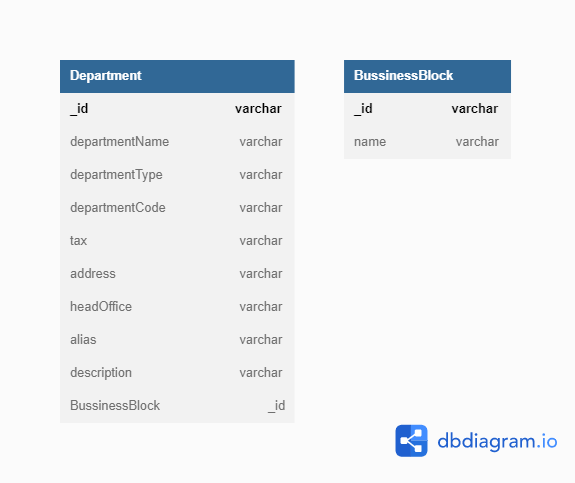 Department
_id varchar
departmentName varchar
departmentType varchar
departmentCode varchar
tax varchar
address varchar
headOffice varchar
alias varchar
description varchar
BussinessBlock _id
BussinessBlock
_id varchar
name varchar
dbdiagram.io